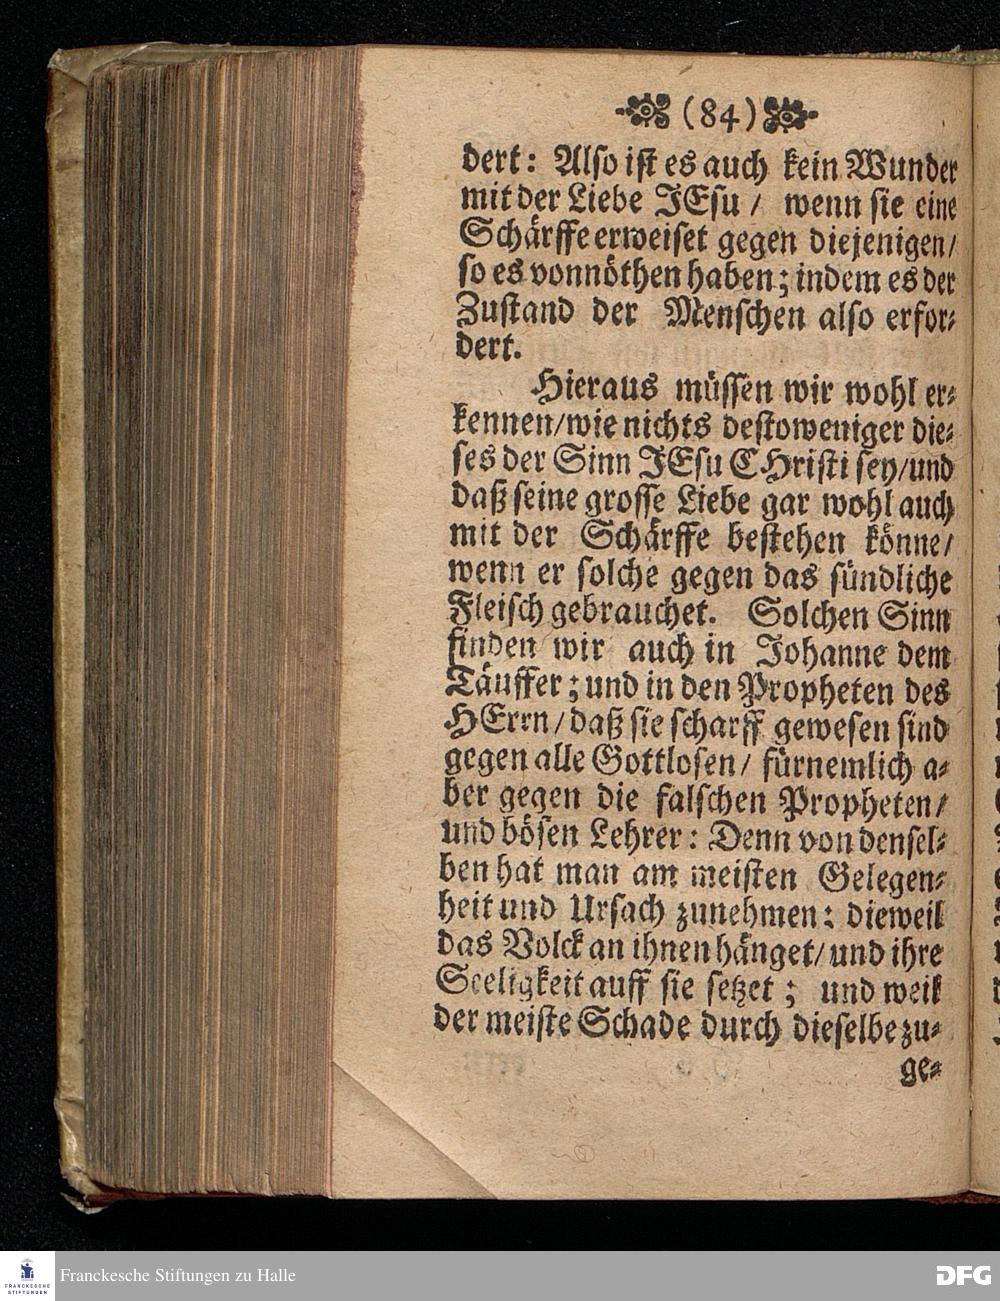 (84)
dert: Also ist es auch kein Wunder
mit der Liebe JEsu / wenn sie eine
Schärffe erweiset gegen diejenigen/
so es vonnöthen haben; indem es der
Zustand der Menschen also erfor-
dert.
Hieraus müssen wir wohl er-
kennen/wie nichts destoweniger die-
ses der Sinn JEsu CHristi sey/und
daß seine grosse Liebe gar wohl auch
mit der Schärffe bestehen könne/
wenn er solche gegen das sündliche
Fleisch gebrauchet. Solchen Sinn
finden wir auch in Johanne dem
Täuffer; und in den Propheten des
HErrn/daß sie scharff gewesen sind
gegen alle Gottlosen/ fürnemlich a-
ber gegen die falschen Propheten/
und bösen Lehrer: Denn von densel-
ben hat man am meisten Gelegen-
heit und Ursach zunehmen: dieweil
das Volck an ihnen hänget/und ihre
Seeligkeit auff sie setzet; und weil
der meiste Schade durch dieselbe zu-
ge-
FRANCKESCHE
STIFTUNGEN
Franckesche Stiftungen zu Halle
DFG